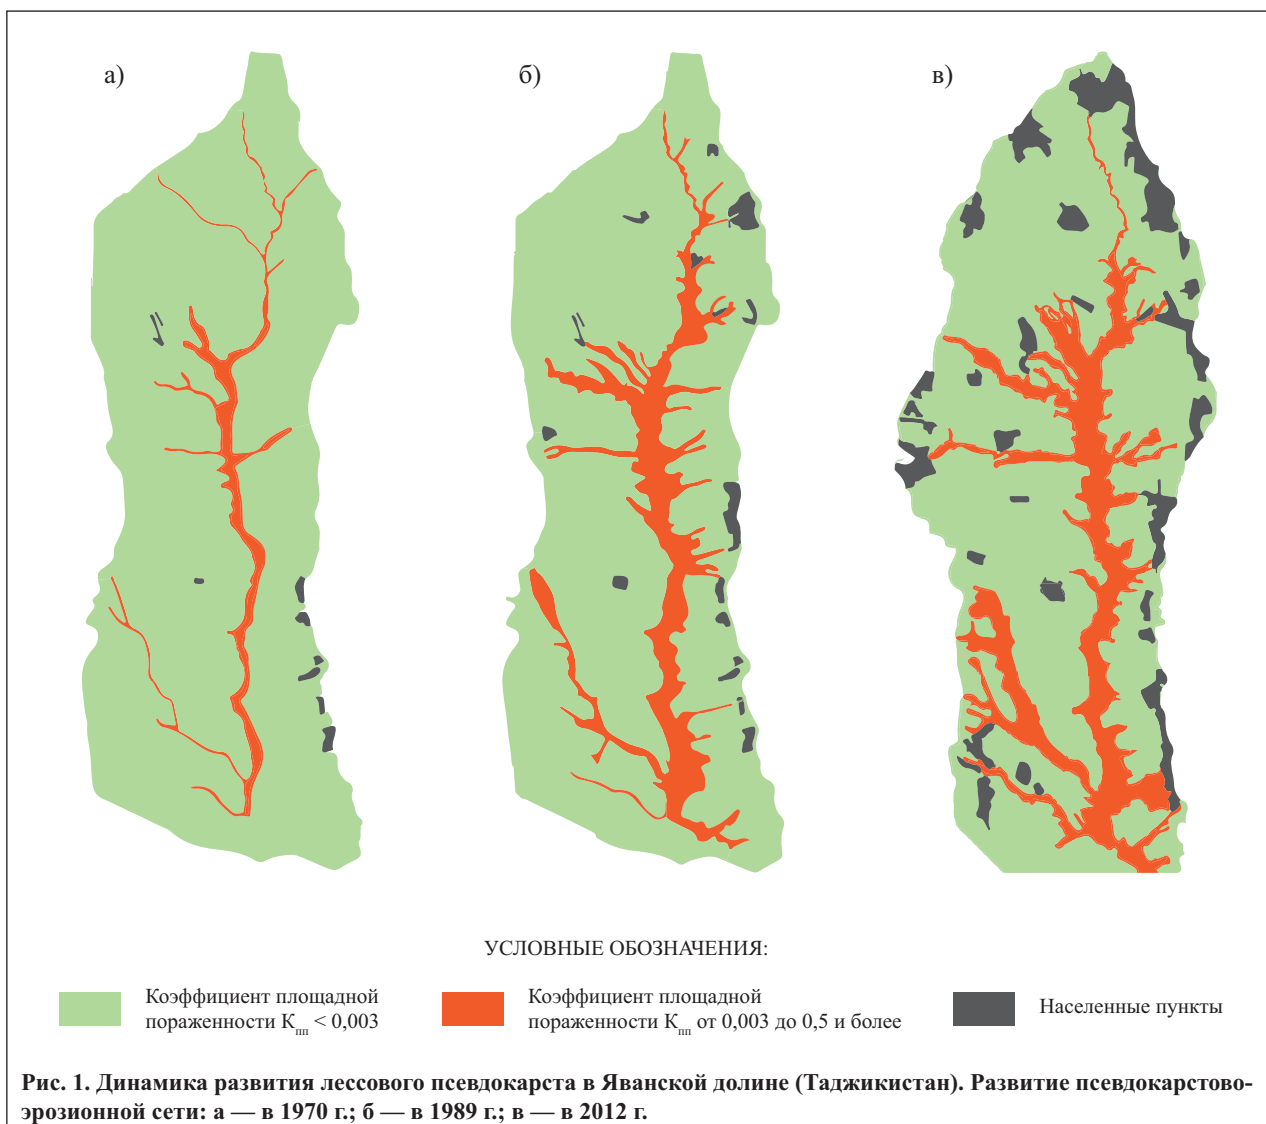 а)
б)
в)
УСЛОВНЫЕ ОБОЗНАЧЕНИЯ:
Коэффициент площадной
пораженности Кпп < 0,003
Коэффициент площадной
пораженности Кпп от 0,003 до 0,5 и более
Населенные пункты
Рис. 1. Динамика развития лессового псевдокарста в Яванской долине (Таджикистан). Развитие псевдокарстово-
эрозионной сети: а — в 1970 г.; б — в 1989 г.; в — в 2012 г.